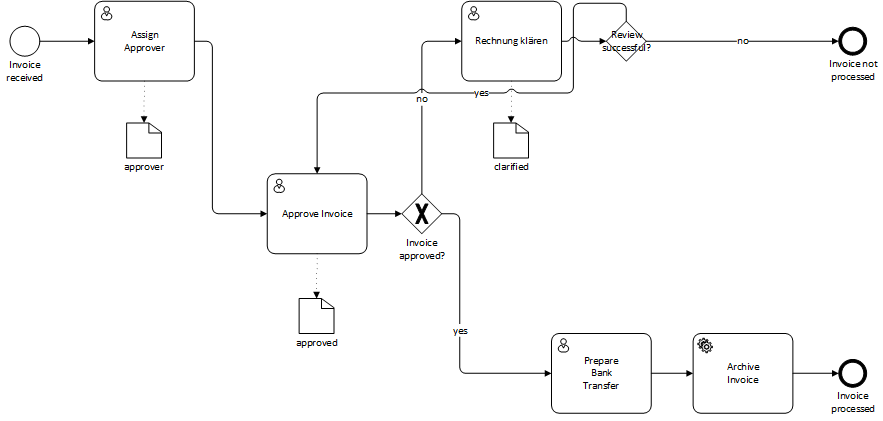 Invoice
received
Assign
Approver
approver
Rechnung klären
clarified
Review
successful?
no
Invoice not
processed
yes
no
Approve Invoice
approved
Invoice
approved?
yes
Prepare
Bank
Transfer
Archive
Invoice
Invoice
processed